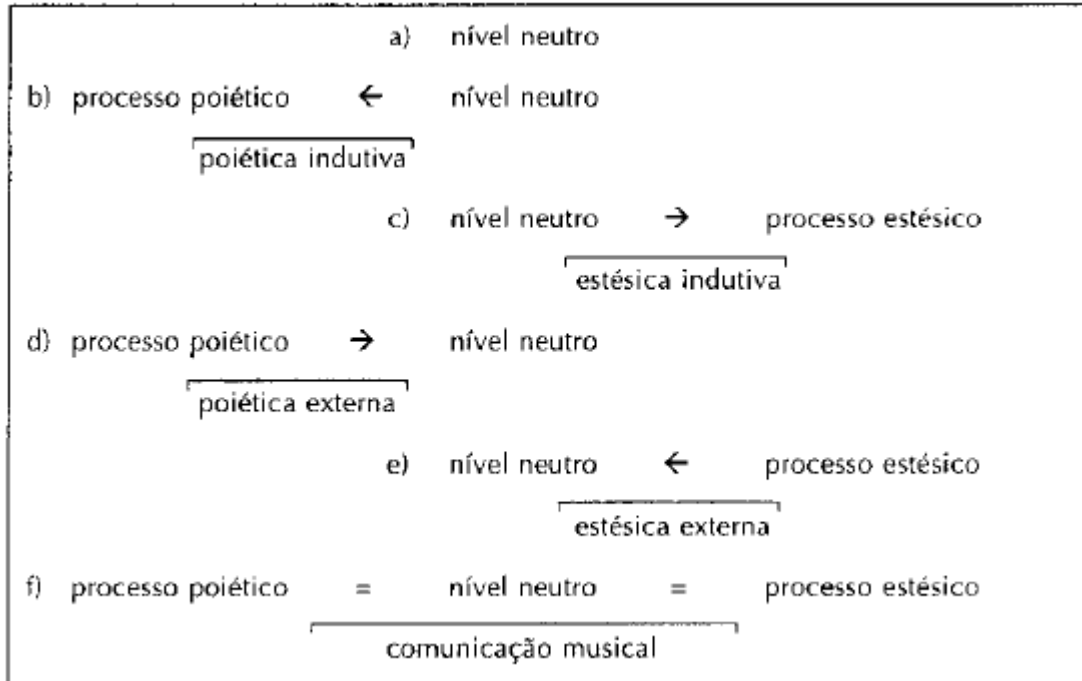 a) nível neutro
b) processo poiético ← nível neutro
poiética indutiva
c) nível neutro → processo estésico
estésica indutiva
d) processo poiético → nível neutro
poiética externa
e) nível neutro ← processo estésico
estésica externa
f) processo poiético = nível neutro = processo estésico
comunicação musical